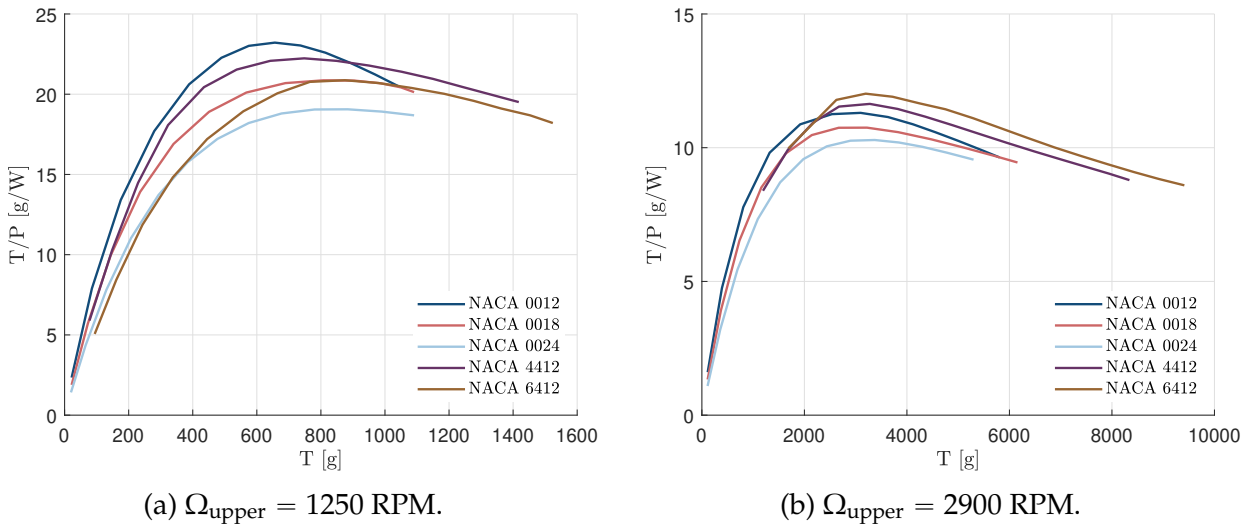 25
20
15
10
5
0
T/P [g/W]
0 200 400 600 800 1000 1200 1400 1600
T [g]
NACA 0012
NACA 0018
NACA 0024
NACA 4412
NACA 6412
(a) Ωupper = 1250 RPM.
15
10
5
0
T/P [g/W]
0 2000 4000 6000 8000 10000
T [g]
NACA 0012
NACA 0018
NACA 0024
NACA 4412
NACA 6412
(b) Ωupper = 2900 RPM.